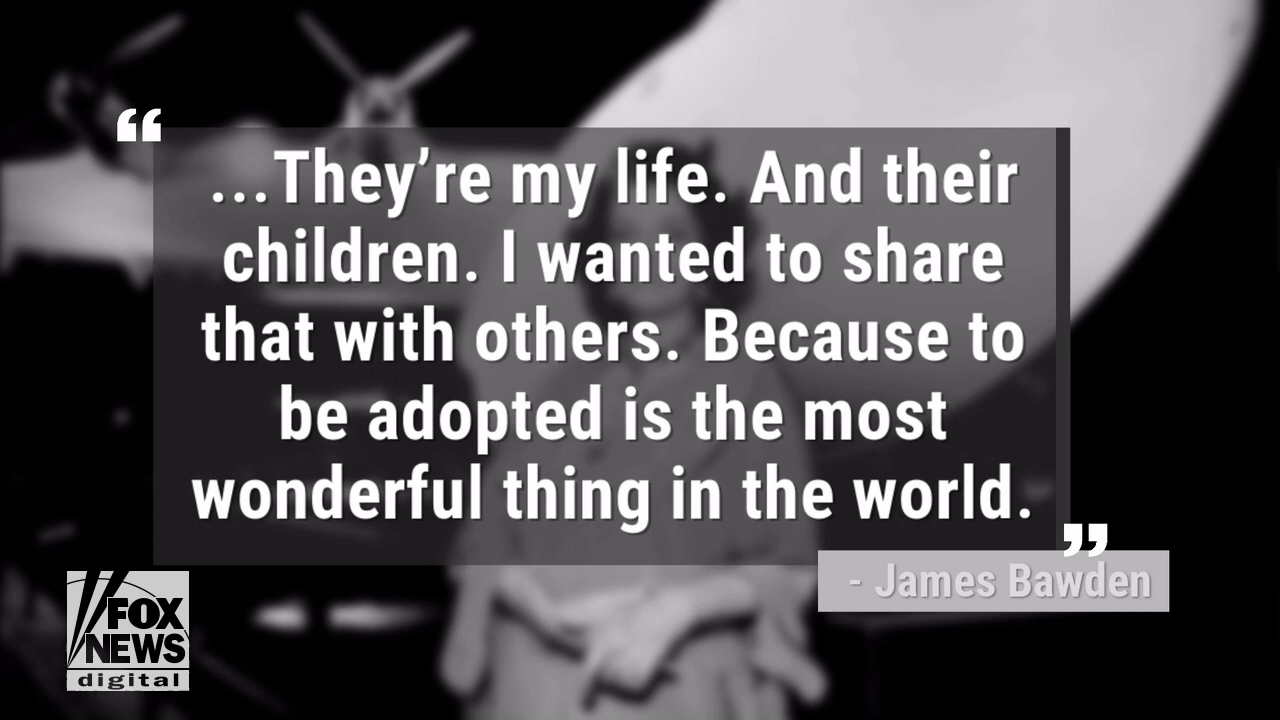 “
...They’re my life. And their
children. I wanted to share
that with others. Because to
be adopted is the most
wonderful thing in the world.
”
- James Bawden
FOX
NEWS
digital